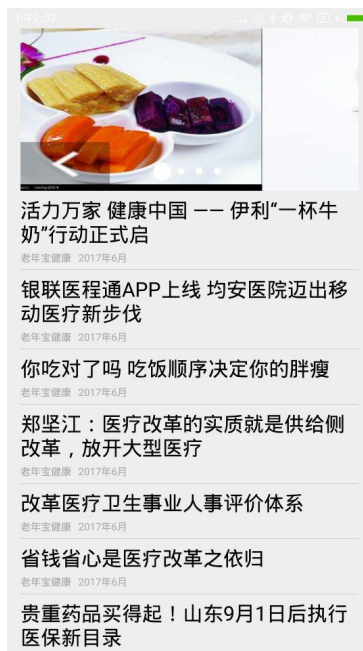 下午2:07
活力万家 健康中国 —— 伊利“一杯牛
奶”行动正式启
老年宝健康 2017年6月
银联医程通APP上线 均安医院迈出移
动医疗新步伐
老年宝健康 2017年6月
你吃对了吗 吃饭顺序决定你的胖瘦
老年宝健康 2017年6月
郑坚江：医疗改革的实质就是供给侧
改革，放开大型医疗
老年宝健康 2017年6月
改革医疗卫生事业人事评价体系
老年宝健康 2017年6月
省钱省心是医疗改革之依归
老年宝健康 2017年6月
贵重药品买得起！山东9月1日后执行
医保新目录